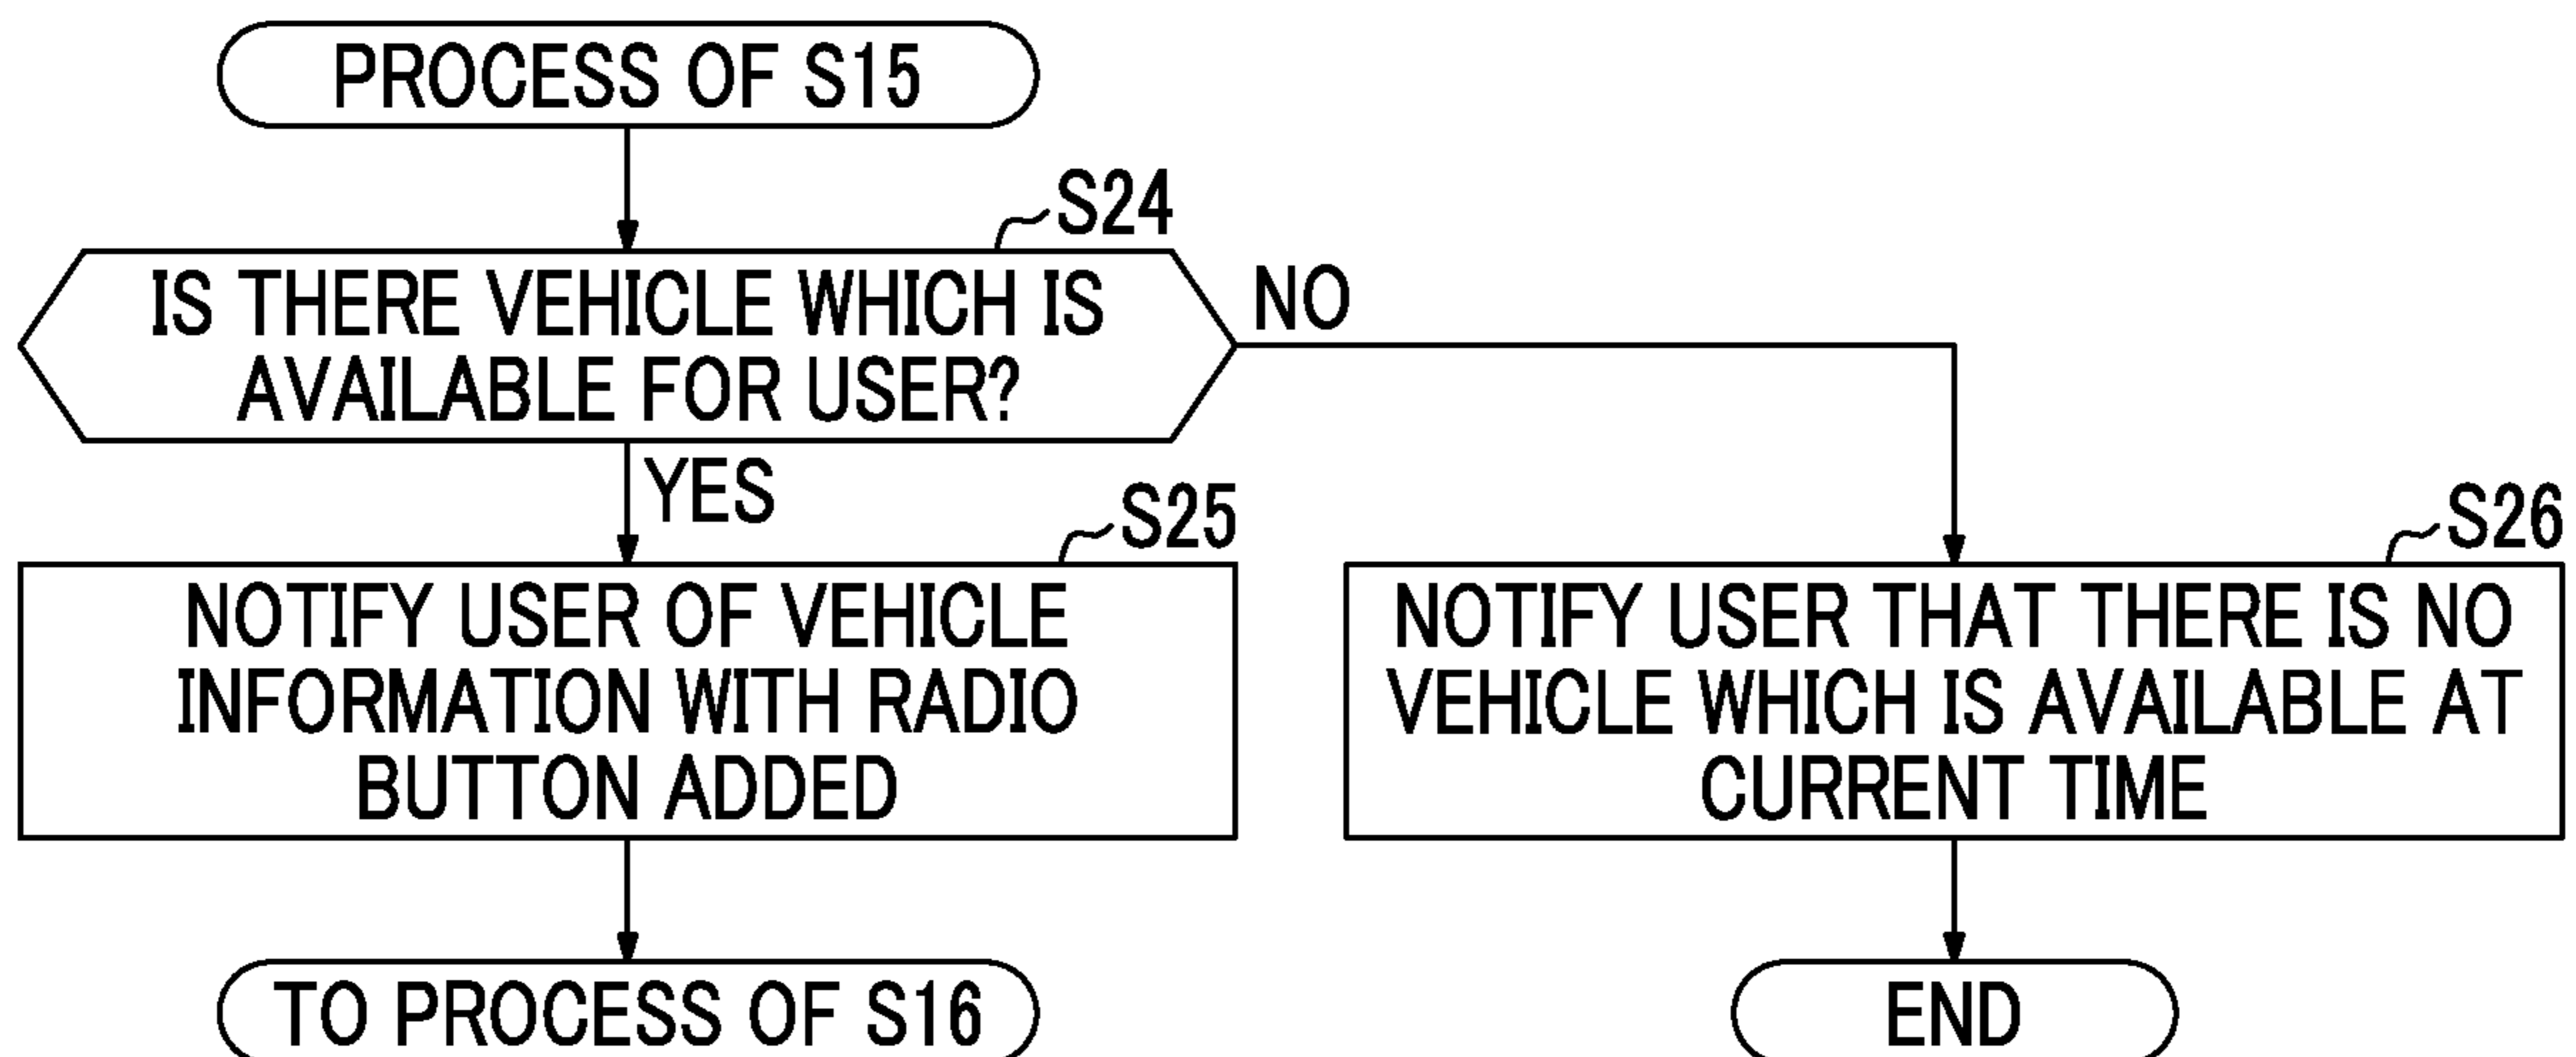 PROCESS OF S15
S24
IS THERE VEHICLE WHICH IS
AVAILABLE FOR USER?
NO
YES
S25
NOTIFY USER OF VEHICLE
INFORMATION WITH RADIO
BUTTON ADDED
S26
NOTIFY USER THAT THERE IS NO
VEHICLE WHICH IS AVAILABLE AT
CURRENT TIME
TO PROCESS OF S16
END